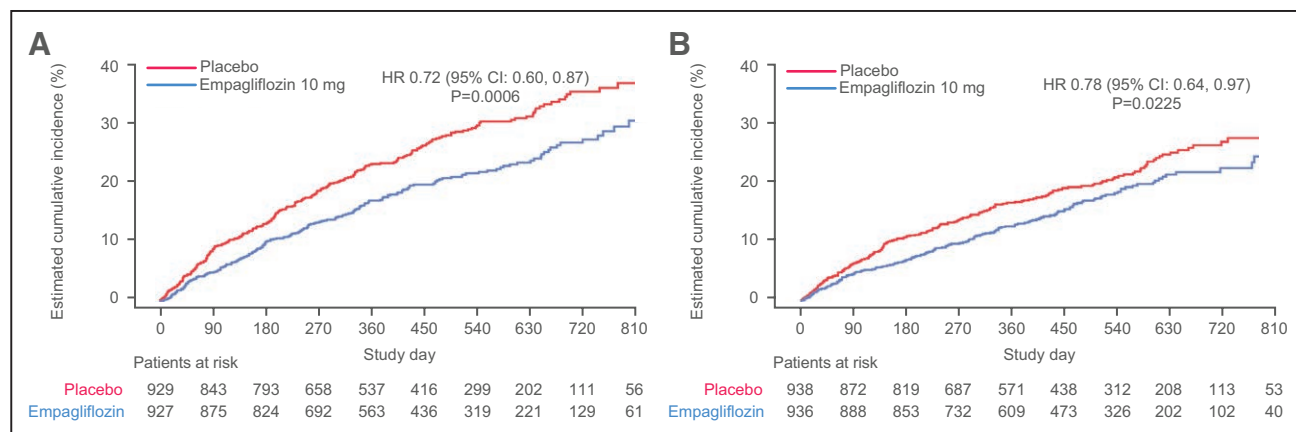 A
Placebo
Empagliflozin 10 mg
HR 0.72 (95% CI: 0.60, 0.87)
P=0.0006
Estimated cumulative incidence (%)
40
30
20
10
0
0 90 180 270 360 450 540 630 720 810
Study day
Patients at risk
Placebo 929 843 793 658 537 416 299 202 111 56
Empagliflozin 927 875 824 692 563 436 319 221 129 61
B
Placebo
Empagliflozin 10 mg
HR 0.78 (95% CI: 0.64, 0.97)
P=0.0225
Estimated cumulative incidence (%)
40
30
20
10
0
0 90 180 270 360 450 540 630 720 810
Study day
Patients at risk
Placebo 938 872 819 687 571 438 312 208 113 53
Empagliflozin 936 888 853 732 609 473 326 202 102 40